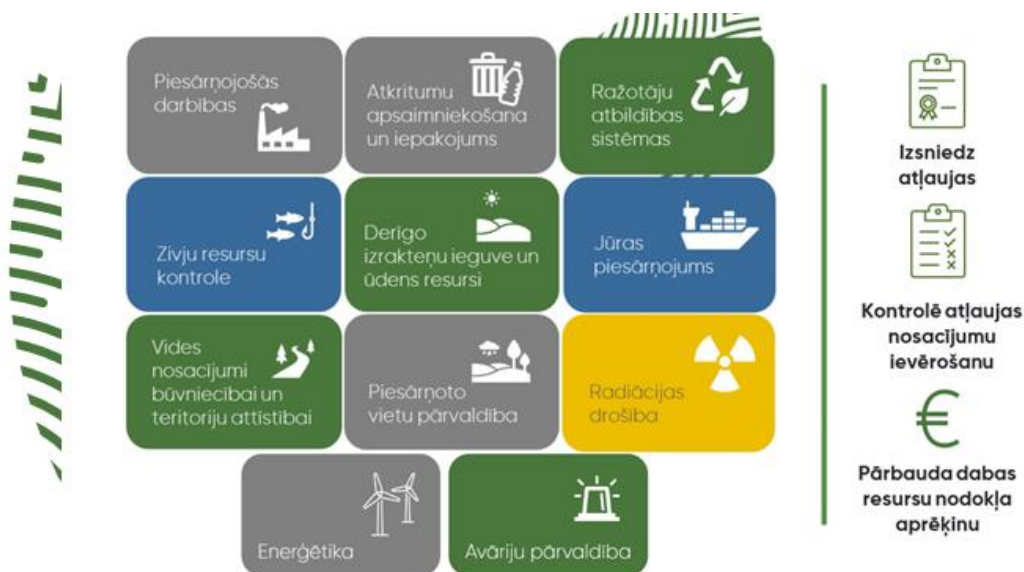 Piesārņojošās
darbības
Atkritumu
apsaimniekošana
un iepakojums
Ražotāju
atbildības
sistēmas
Zivju resursu
kontrole
Derīgo
izrakteņu ieguve un
ūdens resursi
Jūras
piesārņojums
Vides
nosacījumi
būvniecībai un
teritoriju attīstībai
Piesārņoto
vietu pārvaldība
Radiācijas
drošība
Enerģētika
Avāriju pārvaldība
Izsniedz
atļaujas
Kontrolē atļaujas
nosacījumu
ievērošanu
€
Pārbauda dabas
resursu nodokļa
aprēķinu